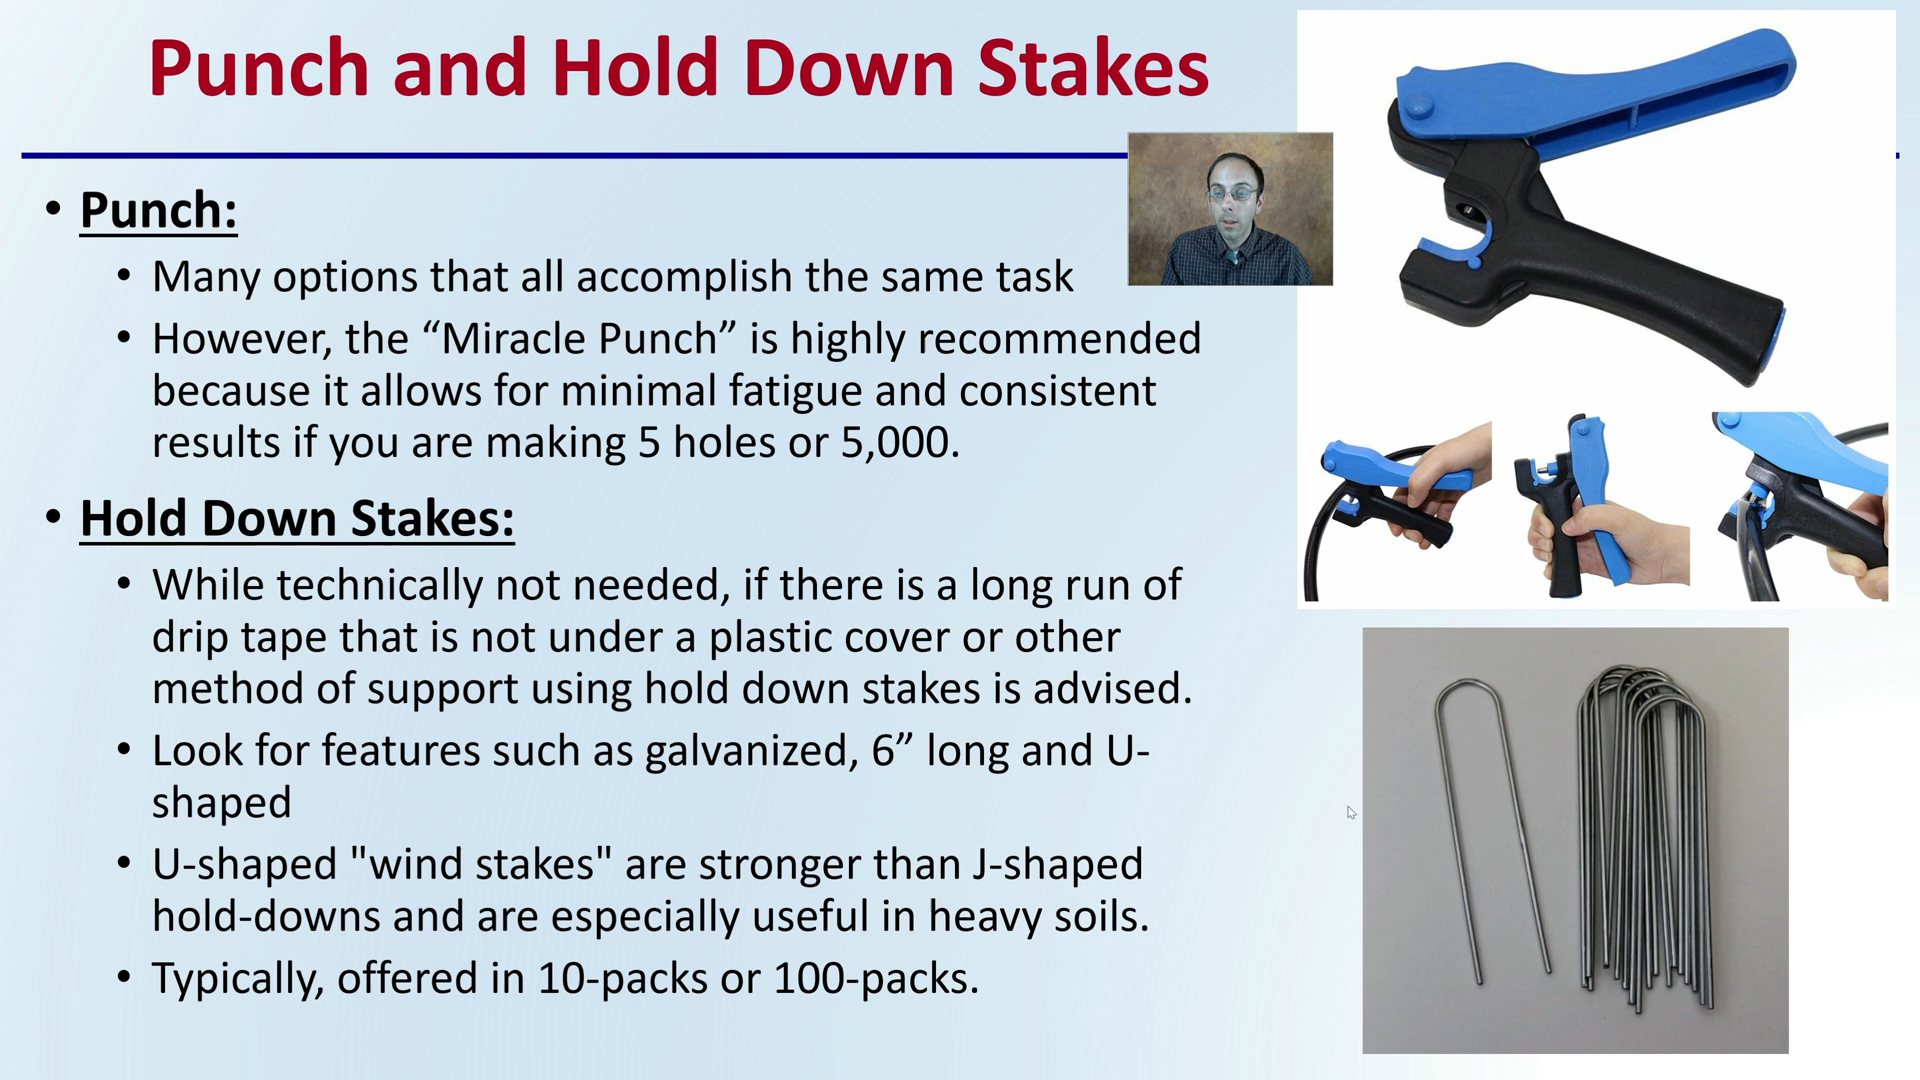 Punch and Hold Down Stakes
• Punch:
• Many options that all accomplish the same task
• However, the “Miracle Punch” is highly recommended
because it allows for minimal fatigue and consistent
results if you are making 5 holes or 5,000.
• Hold Down Stakes:
• While technically not needed, if there is a long run of
drip tape that is not under a plastic cover or other
method of support using hold down stakes is advised.
• Look for features such as galvanized, 6” long and U-
shaped
• U-shaped "wind stakes" are stronger than J-shaped
hold-downs and are especially useful in heavy soils.
• Typically, offered in 10-packs or 100-packs.